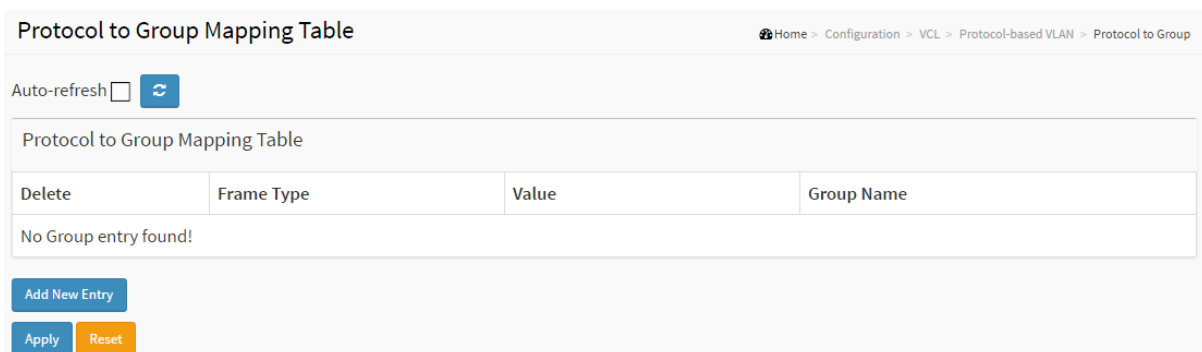 Protocol to Group Mapping Table
Home > Configuration > VCL > Protocol-based VLAN > Protocol to Group
Auto-refresh
Protocol to Group Mapping Table
Delete Frame Type Value Group Name
No Group entry found!
Add New Entry
Apply Reset